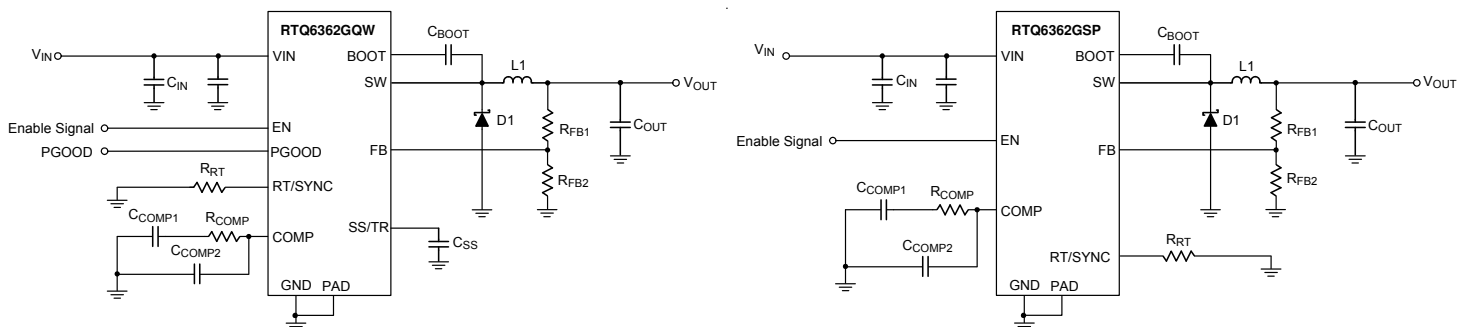 RTQ6362GQW
VIN
CIN
VIN
BOOT
CBOOT
SW
L1
VOUT
D1
RFB1
COUT
Enable Signal
EN
PGOOD
PGOOD
FB
RFB2
RRT
RT/SYNC
CCOMP1
RCOMP
COMP
CCOMP2
SS/TR
CSS
GND
PAD
RTQ6362GSP
VIN
CIN
VIN
BOOT
CBOOT
SW
L1
VOUT
D1
RFB1
COUT
Enable Signal
EN
FB
RFB2
CCOMP1
RCOMP
COMP
CCOMP2
RT/SYNC
RRT
GND
PAD